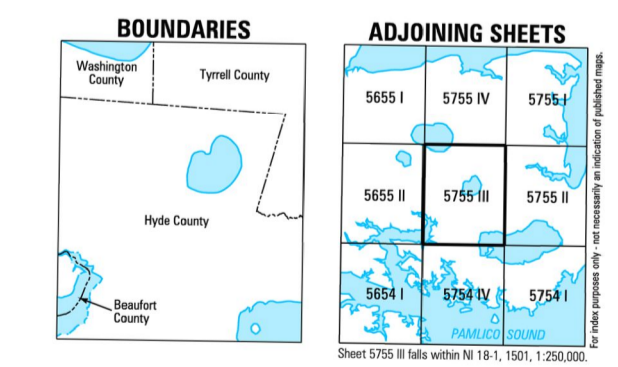 BOUNDARIES
Washington
County
Tyrrell County
Hyde County
Beaufort
County
ADJOINING SHEETS
5655 I
5755 IV
5755 I
5655 II
5755 III
5755 II
5654 I
5754 IV
5754 I
PAMLICO SOUND
Sheet 5755 III falls within NI 18-1, 1501, 1:250,000.
For index purposes only - not necessarily an indication of published maps.